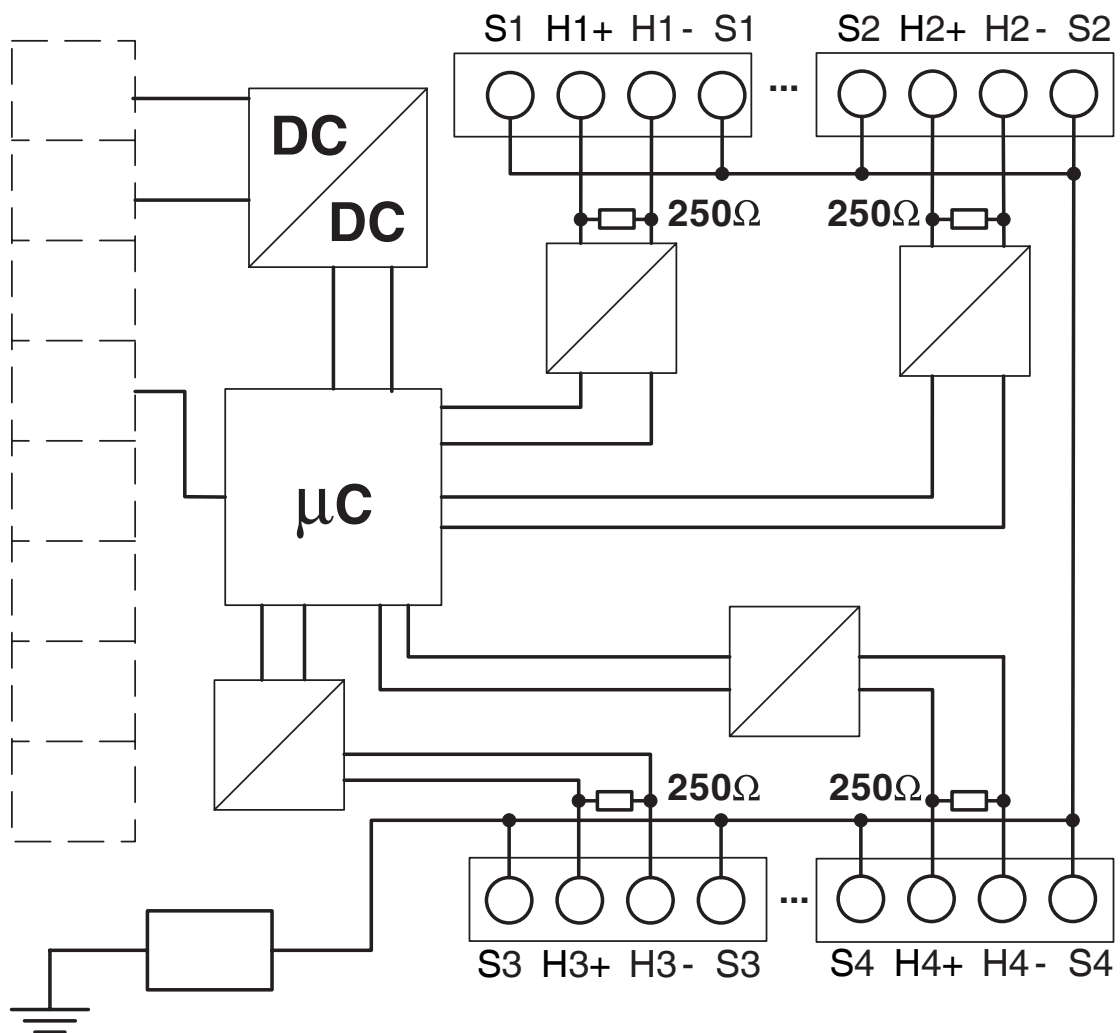 S1 H1+ H1- S1 S2 H2+ H2- S2
...
DC
DC
250Ω 250Ω
μC
250Ω 250Ω
...
S3 H3+ H3- S3 S4 H4+ H4- S4